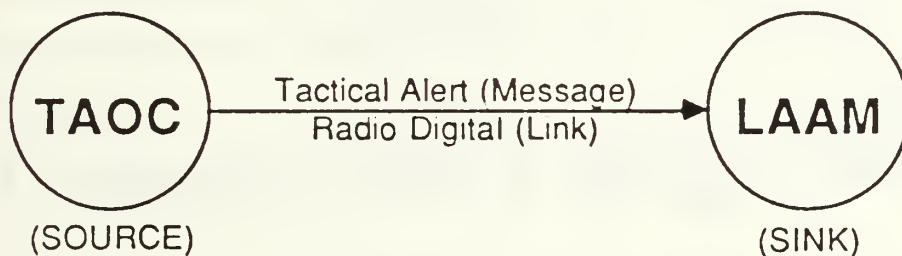 TAOC
Tactical Alert (Message)
Radio Digital (Link)
LAAM
(SOURCE)
(SINK)